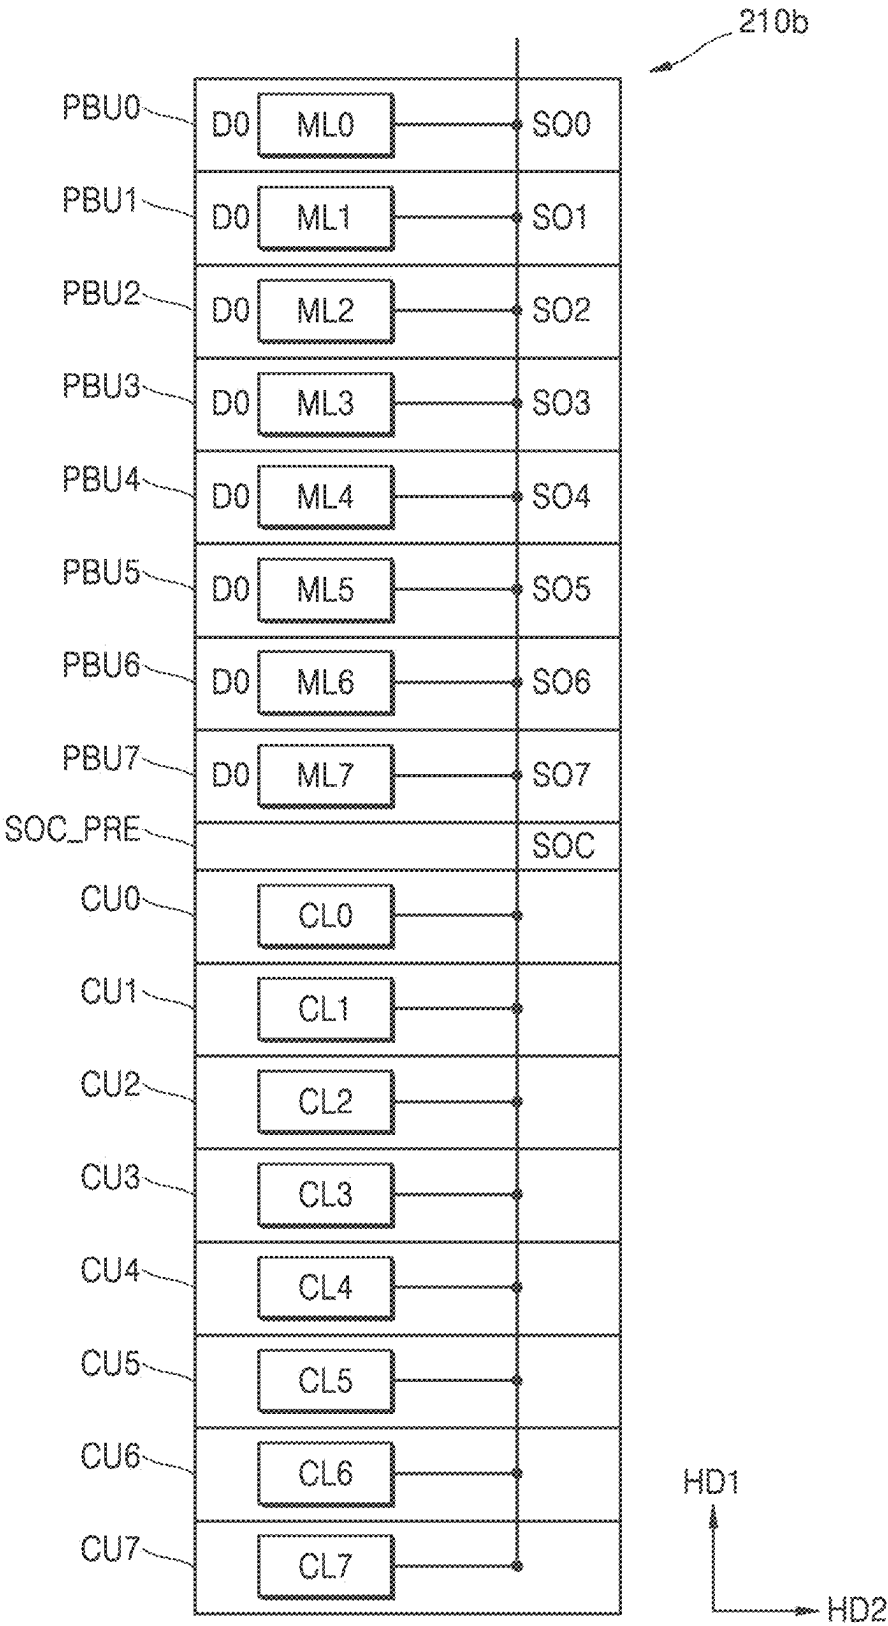 210b
PBU0 D0 ML0 SO0
PBU1 D0 ML1 SO1
PBU2 D0 ML2 SO2
PBU3 D0 ML3 SO3
PBU4 D0 ML4 SO4
PBU5 D0 ML5 SO5
PBU6 D0 ML6 SO6
PBU7 D0 ML7 SO7
SOC_PRE SOC
CU0 CL0
CU1 CL1
CU2 CL2
CU3 CL3
CU4 CL4
CU5 CL5
CU6 CL6
HD1
CU7 CL7
HD2